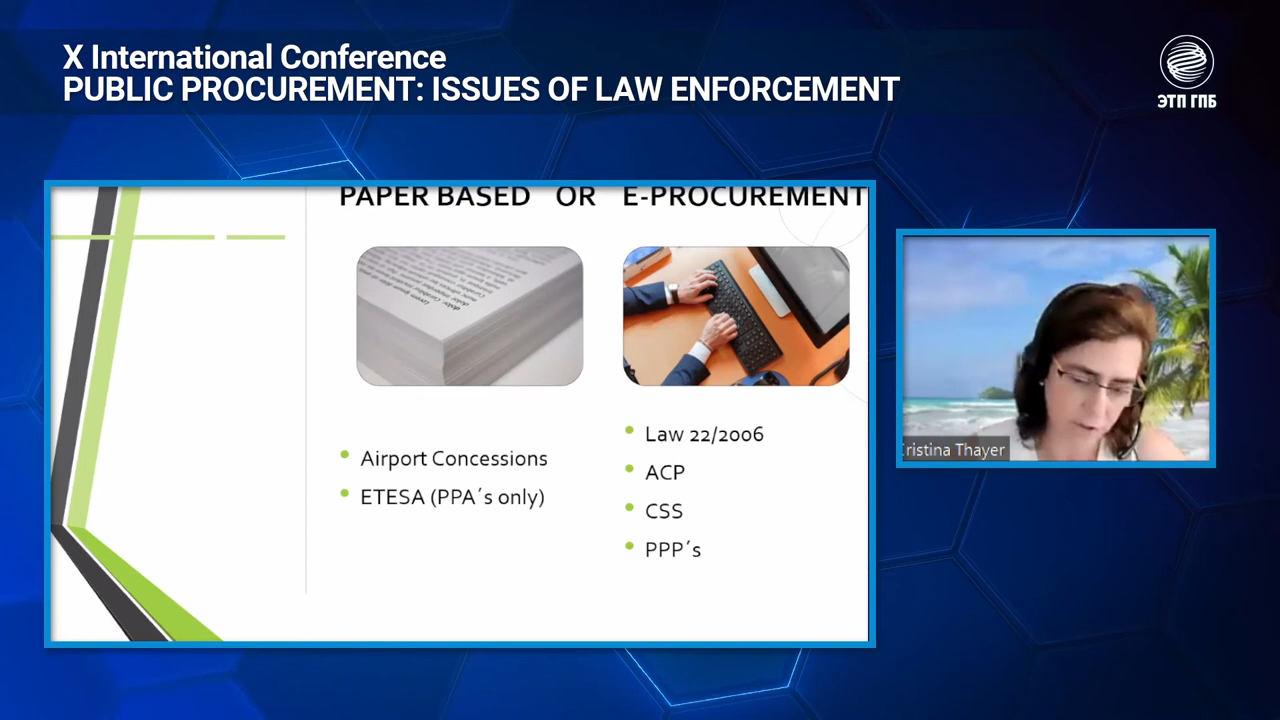 X International Conference
PUBLIC PROCUREMENT: ISSUES OF LAW ENFORCEMENT
ЭТП ГПБ
PAPER BASED OR E-PROCUREMENT
Airport Concessions
ETESA (PPA´s only)
Law 22/2006
ACP
CSS
PPP´s
ristina Thayer